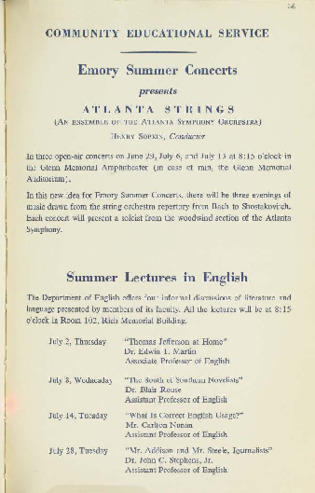 COMMUNITY EDUCATIONAL SERVICE
Emory Summer Concerts
presents
ATLANTA STRINGS
(AN ENSEMBLE OF THE ATLANTA SYMPHONY ORCHESTRA)
HENRY SOPKIN, Conductor
In three open-air concerts on June 29, July 6, and July 13 at 8:15 o'clock in
the Glenn Memorial Amphitheater (in case of rain, the Glenn Memorial
Auditorium).
In this new idea for Emory Summer Concerts, there will be three evenings of
music drawn from the string orchestra repertory from Bach to Shostakovitch.
Each concert will present a soloist from the woodwind section of the Atlanta
Symphony.
Summer Lectures in English
The Department of English offers four informal discussions of literature and
language presented by members of its faculty. All the lectures will be at 8:15
o'clock in Room 102, Rich Memorial Building.
July 2, Thursday "Thomas Jefferson at Home"
Dr. Edwin T. Martin
Associate Professor of English
July 8, Wednesday "The South of Southern Novelists"
Dr. Blair Rouse
Assistant Professor of English
July 14, Tuesday "What Is Correct English Usage?"
Mr. Carlton Nunan
Assistant Professor of English
July 28, Tuesday "Mr. Addison and Mr. Steele, Journalists"
Dr. John C. Stephens, Jr.
Assistant Professor of English